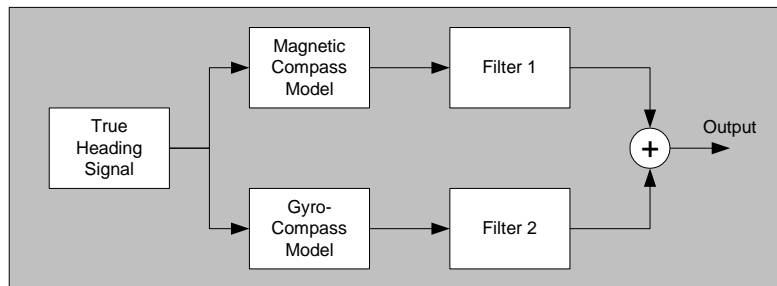 Magnetic
Compass
Model
Filter 1
True
Heading
Signal
+
Output
Gyro-
Compass
Model
Filter 2